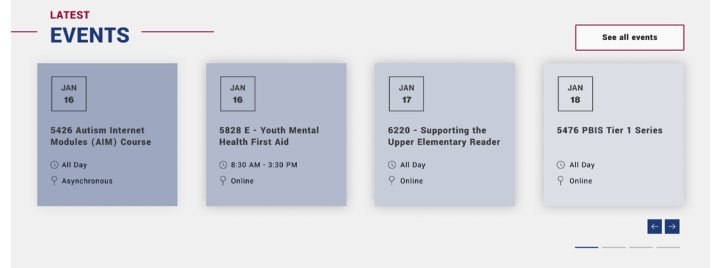 LATEST
EVENTS
See all events
JAN
16
5426 Autism Internet
Modules (AIM) Course
All Day
Asynchronous
JAN
16
5828 E - Youth Mental
Health First Aid
8:30 AM - 3:30 PM
Online
JAN
17
6220 - Supporting the
Upper Elementary Reader
All Day
Online
JAN
18
5476 PBIS Tier 1 Series
All Day
Online